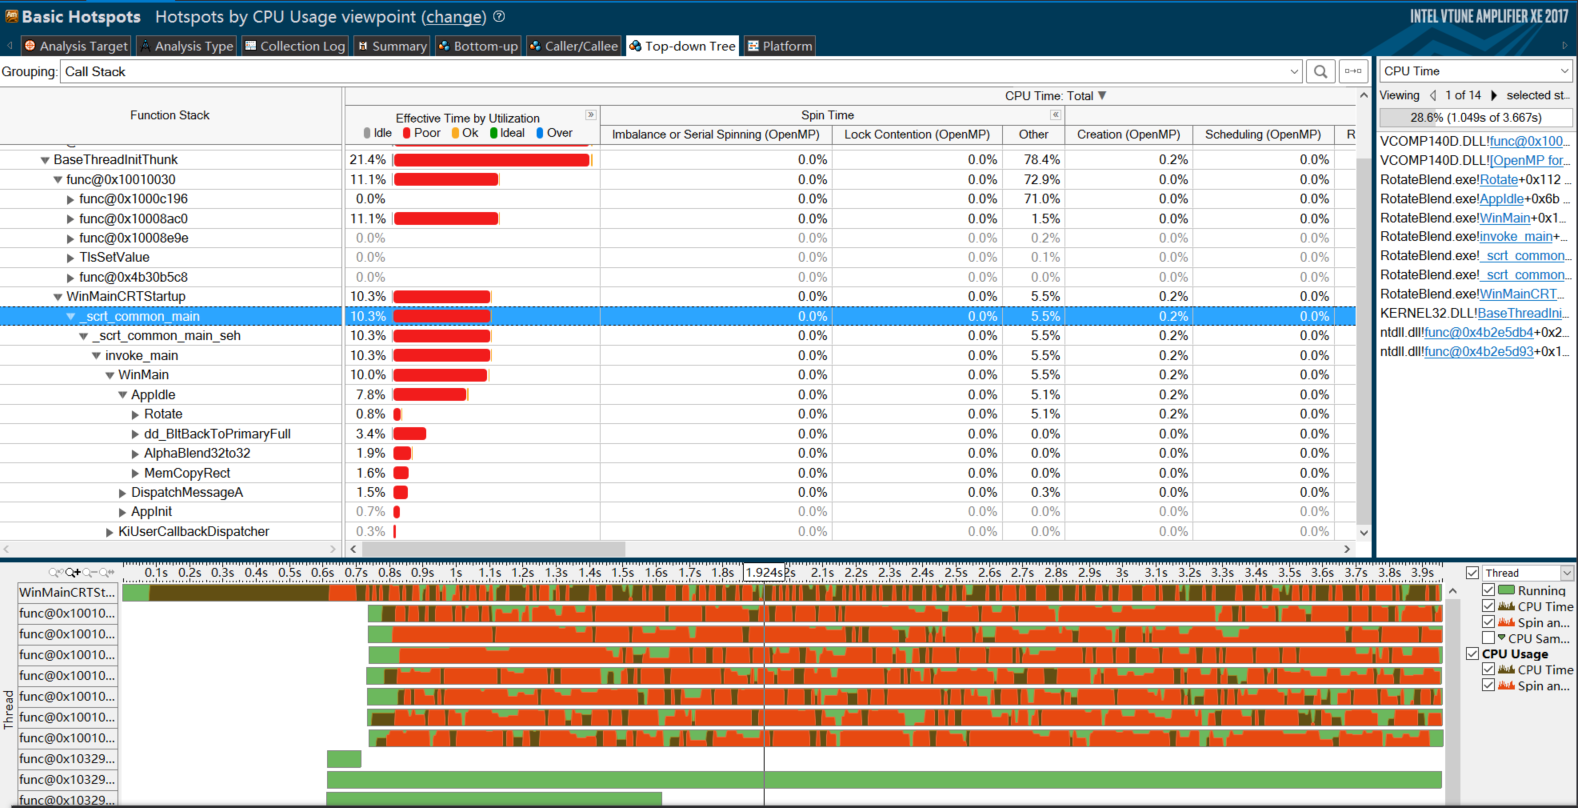 Basic Hotspots Hotspots by CPU Usage viewpoint (change) INTEL VTUNE AMPLIFIER XE 2017
Analysis Target Analysis Type Collection Log Summary Bottom-up Caller/Callee Top-down Tree Platform
Grouping: Call Stack
CPU Time
Viewing 1 of 14 selected st...
28.6% (1.049s of 3.667s)
Function Stack
CPU Time: Total
Effective Time by Utilization
Idle Poor Ok Ideal Over
Spin Time
Imbalance or Serial Spinning (OpenMP) Lock Contention (OpenMP) Other Creation (OpenMP) Scheduling (OpenMP) R
BaseThreadInitThunk 21.4% 0.0% 0.0% 78.4% 0.2% 0.0%
func@0x10010030 11.1% 0.0% 0.0% 72.9% 0.0% 0.0%
func@0x1000c196 0.0% 0.0% 0.0% 71.0% 0.0% 0.0%
func@0x10008ac0 11.1% 0.0% 0.0% 1.5% 0.0% 0.0%
func@0x10008e9e 0.0% 0.0% 0.0% 0.2% 0.0% 0.0%
TlsSetValue 0.0% 0.0% 0.0% 0.1% 0.0% 0.0%
func@0x4b30b5c8 0.0% 0.0% 0.0% 0.0% 0.0% 0.0%
WinMainCRTStartup 10.3% 0.0% 0.0% 5.5% 0.2% 0.0%
_scrt_common_main 10.3% 0.0% 0.0% 5.5% 0.2% 0.0%
_scrt_common_main_seh 10.3% 0.0% 0.0% 5.5% 0.2% 0.0%
invoke_main 10.3% 0.0% 0.0% 5.5% 0.2% 0.0%
WinMain 10.0% 0.0% 0.0% 5.5% 0.2% 0.0%
AppIdle 7.8% 0.0% 0.0% 5.1% 0.2% 0.0%
Rotate 0.8% 0.0% 0.0% 5.1% 0.2% 0.0%
dd_BltBackToPrimaryFull 3.4% 0.0% 0.0% 0.0% 0.0% 0.0%
AlphaBlend32to32 1.9% 0.0% 0.0% 0.0% 0.0% 0.0%
MemCopyRect 1.6% 0.0% 0.0% 0.0% 0.0% 0.0%
DispatchMessageA 1.5% 0.0% 0.0% 0.3% 0.0% 0.0%
AppInit 0.7% 0.0% 0.0% 0.0% 0.0% 0.0%
KiUserCallbackDispatcher 0.3% 0.0% 0.0% 0.0% 0.0% 0.0%
VCOMP140D.DLL!func@0x100...
VCOMP140D.DLL![OpenMP for...
RotateBlend.exe!Rotate+0x112 ...
RotateBlend.exe!AppIdle+0x6b ...
RotateBlend.exe!WinMain+0x1...
RotateBlend.exe!invoke_main+...
RotateBlend.exe!_scrt_common...
RotateBlend.exe!_scrt_common...
RotateBlend.exe!WinMainCRT...
KERNEL32.DLL!BaseThreadIni...
ntdll.dll!func@0x4b2e5db4+0x2...
ntdll.dll!func@0x4b2e5d93+0x1...
0.1s 0.2s 0.3s 0.4s 0.5s 0.6s 0.7s 0.8s 0.9s 1s 1.1s 1.2s 1.3s 1.4s 1.5s 1.6s 1.7s 1.8s 1.924s 2s 2.1s 2.2s 2.3s 2.4s 2.5s 2.6s 2.7s 2.8s 2.9s 3s 3.1s 3.2s 3.3s 3.4s 3.5s 3.6s 3.7s 3.8s 3.9s
Thread
WinMainCRTSt...
func@0x10010...
func@0x10010...
func@0x10010...
func@0x10010...
func@0x10010...
func@0x10010...
func@0x10010...
func@0x10329...
func@0x10329...
func@0x10329...
Thread
Running
CPU Time
Spin an...
CPU Sam...
CPU Usage
CPU Time
Spin an...